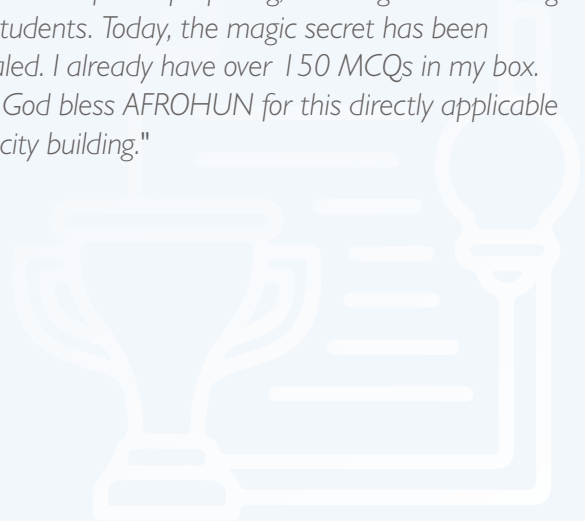 tudents. Today, the magic secret has been
aled. I already have over 150 MCQs in my box.
God bless AFROHUN for this directly applicable
city building."